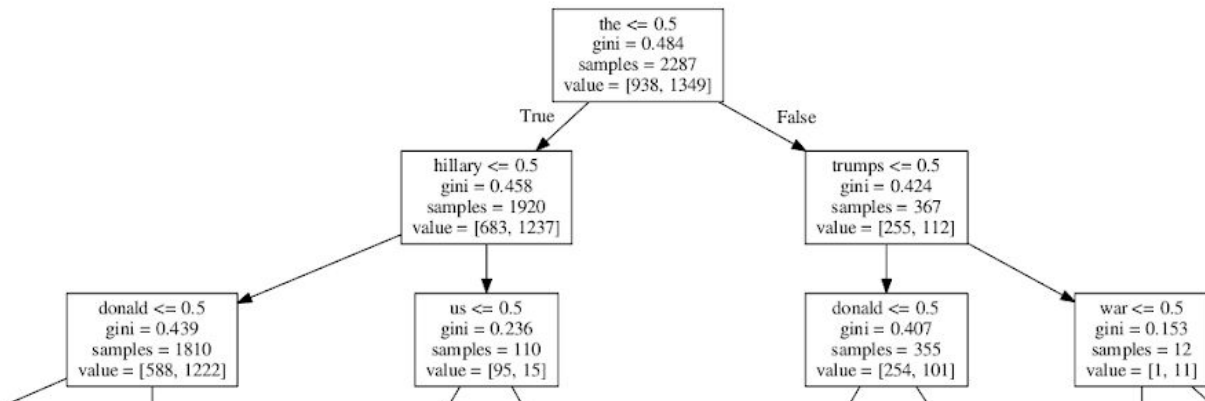 the <= 0.5
gini = 0.484
samples = 2287
value = [938, 1349]
True
False
hillary <= 0.5
gini = 0.458
samples = 1920
value = [683, 1237]
trumps <= 0.5
gini = 0.424
samples = 367
value = [255, 112]
donald <= 0.5
gini = 0.439
samples = 1810
value = [588, 1222]
us <= 0.5
gini = 0.236
samples = 110
value = [95, 15]
donald <= 0.5
gini = 0.407
samples = 355
value = [254, 101]
war <= 0.5
gini = 0.153
samples = 12
value = [1, 11]